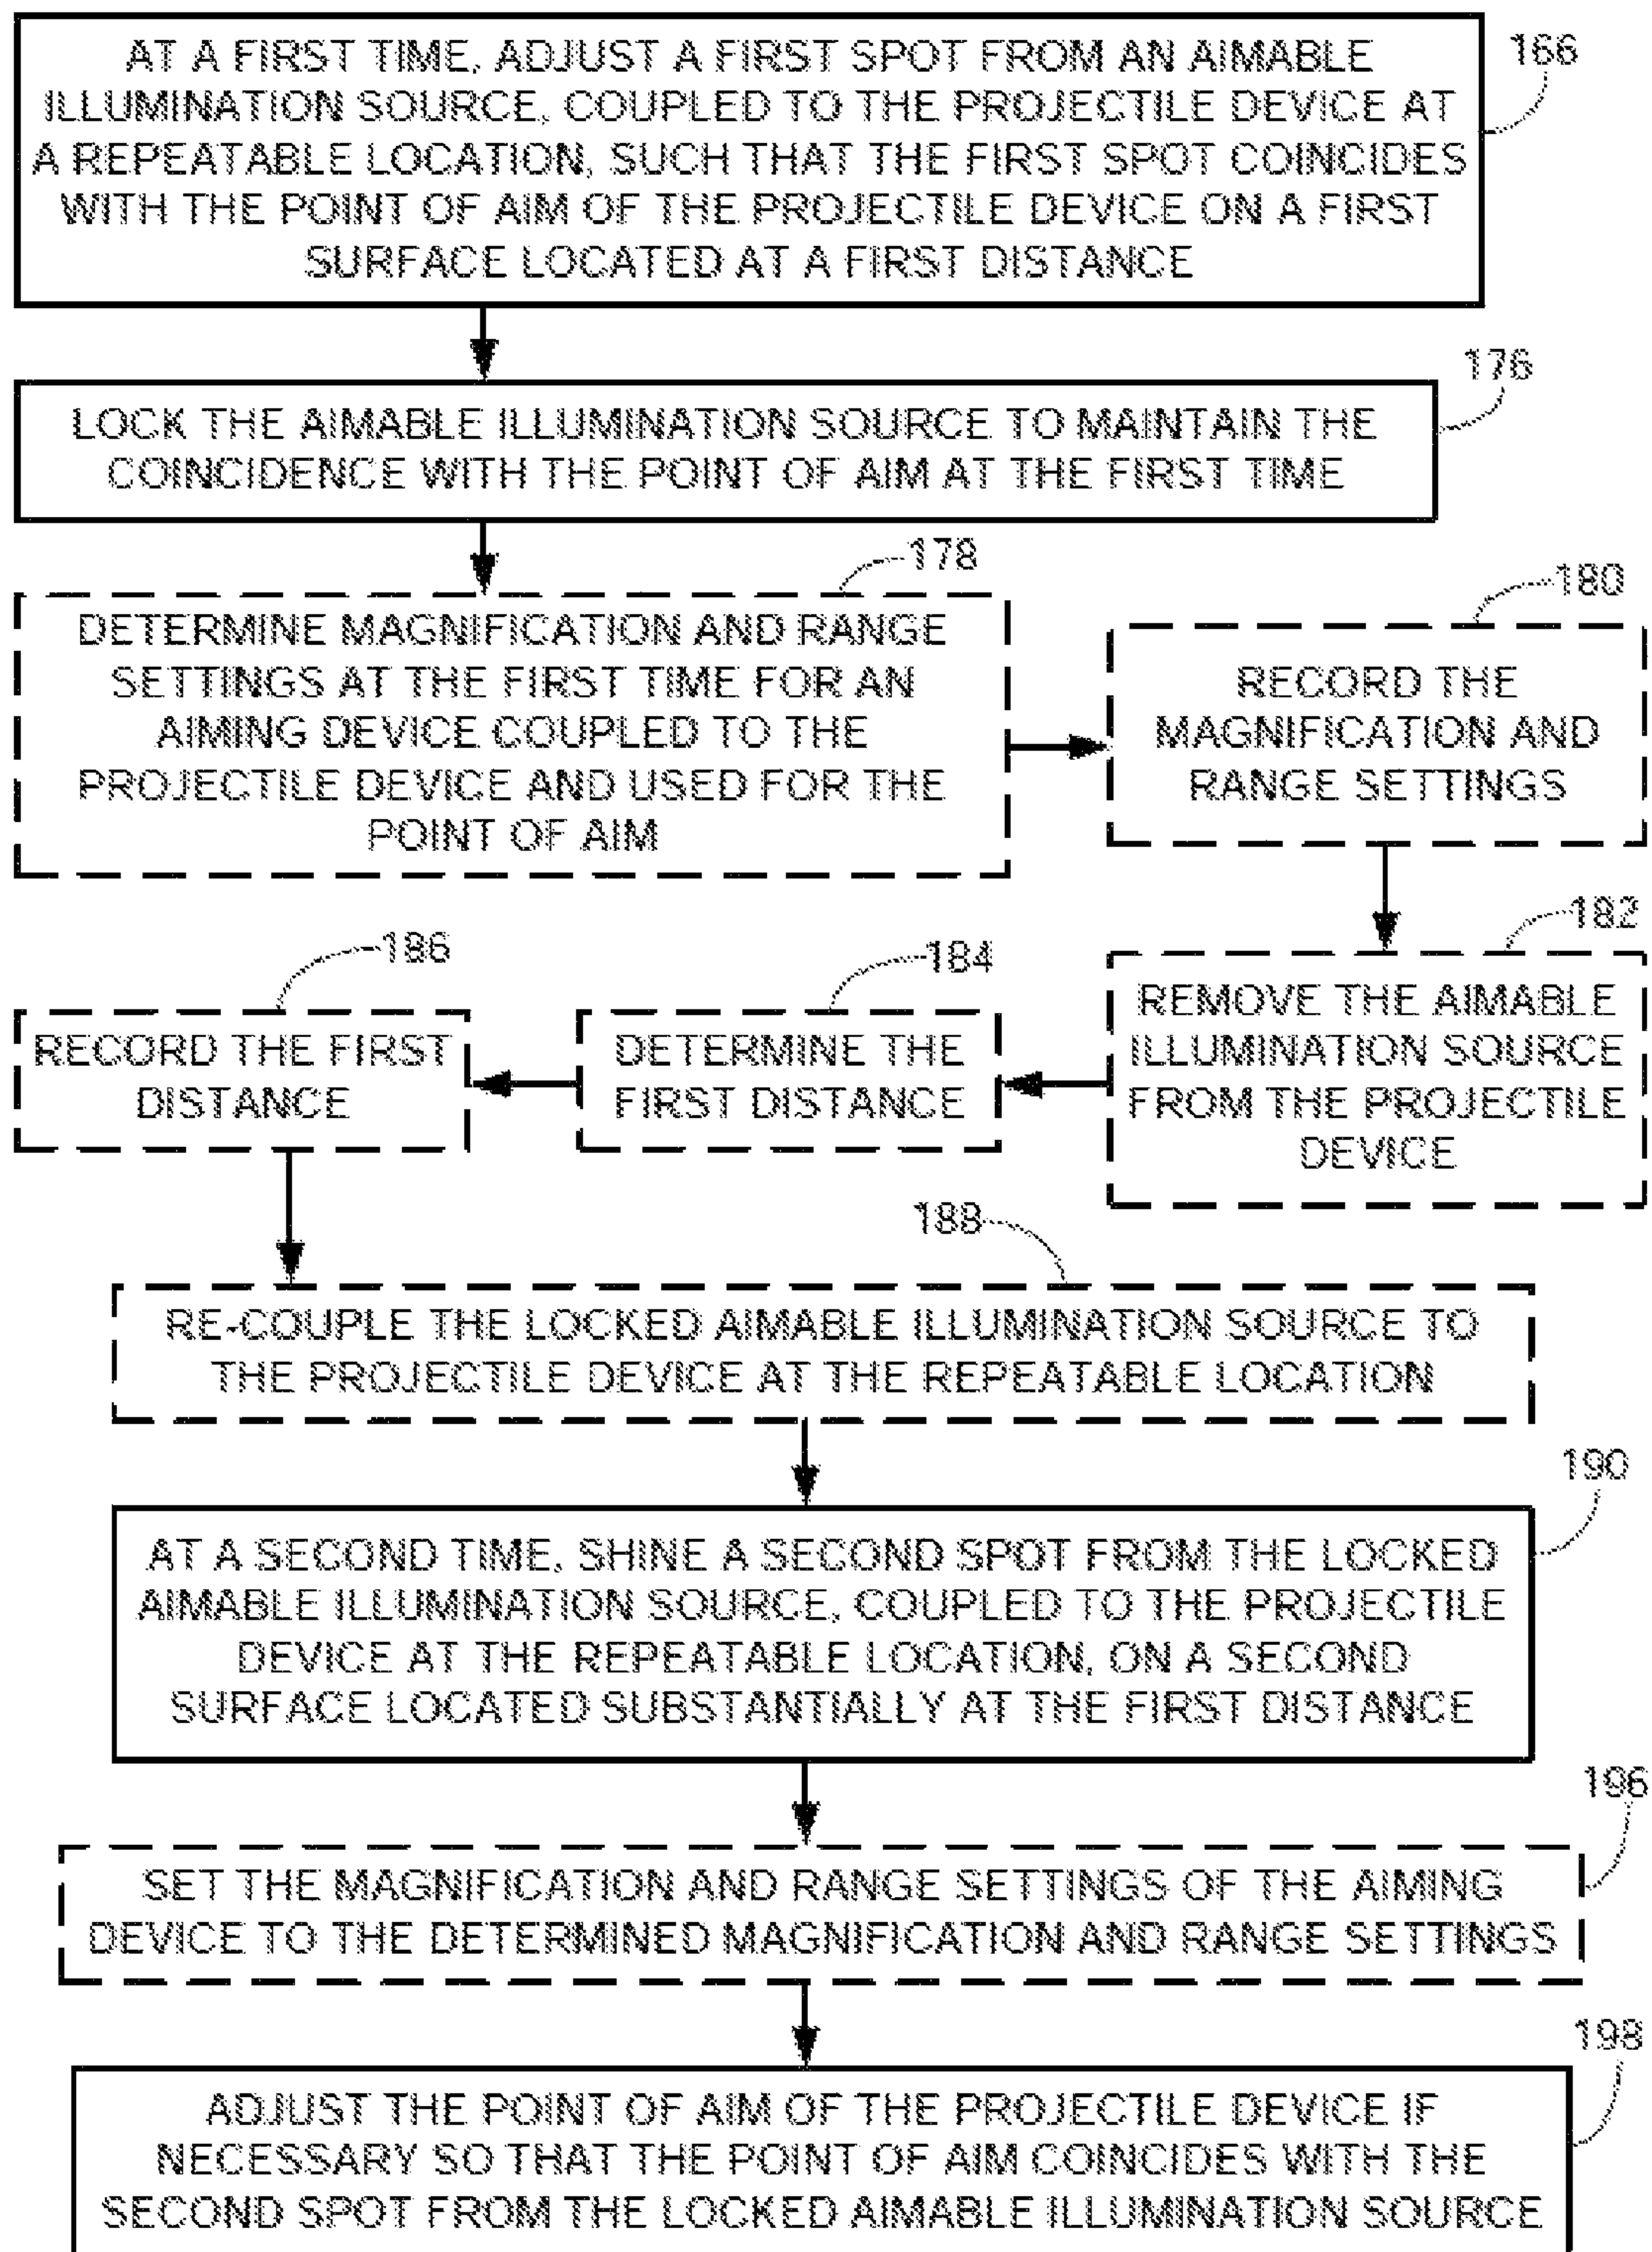 AT A FIRST TIME, ADJUST A FIRST SPOT FROM AN AIMABLE
ILLUMINATION SOURCE, COUPLED TO THE PROJECTILE DEVICE AT
A REPEATABLE LOCATION, SUCH THAT THE FIRST SPOT COINCIDES
WITH THE POINT OF AIM OF THE PROJECTILE DEVICE ON A FIRST
SURFACE LOCATED AT A FIRST DISTANCE
166
176
LOCK THE AIMABLE ILLUMINATION SOURCE TO MAINTAIN THE
COINCIDENCE WITH THE POINT OF AIM AT THE FIRST TIME
178
DETERMINE MAGNIFICATION AND RANGE
SETTINGS AT THE FIRST TIME FOR AN
AIMING DEVICE COUPLED TO THE
PROJECTILE DEVICE AND USED FOR THE
POINT OF AIM
180
RECORD THE
MAGNIFICATION AND
RANGE SETTINGS
182
REMOVE THE AIMABLE
ILLUMINATION SOURCE
FROM THE PROJECTILE
DEVICE
184
DETERMINE THE
FIRST DISTANCE
186
RECORD THE FIRST
DISTANCE
188
RE-COUPLE THE LOCKED AIMABLE ILLUMINATION SOURCE TO
THE PROJECTILE DEVICE AT THE REPEATABLE LOCATION
190
AT A SECOND TIME, SHINE A SECOND SPOT FROM THE LOCKED
AIMABLE ILLUMINATION SOURCE, COUPLED TO THE PROJECTILE
DEVICE AT THE REPEATABLE LOCATION, ON A SECOND
SURFACE LOCATED SUBSTANTIALLY AT THE FIRST DISTANCE
196
SET THE MAGNIFICATION AND RANGE SETTINGS OF THE AIMING
DEVICE TO THE DETERMINED MAGNIFICATION AND RANGE SETTINGS
198
ADJUST THE POINT OF AIM OF THE PROJECTILE DEVICE IF
NECESSARY SO THAT THE POINT OF AIM COINCIDES WITH THE
SECOND SPOT FROM THE LOCKED AIMABLE ILLUMINATION SOURCE